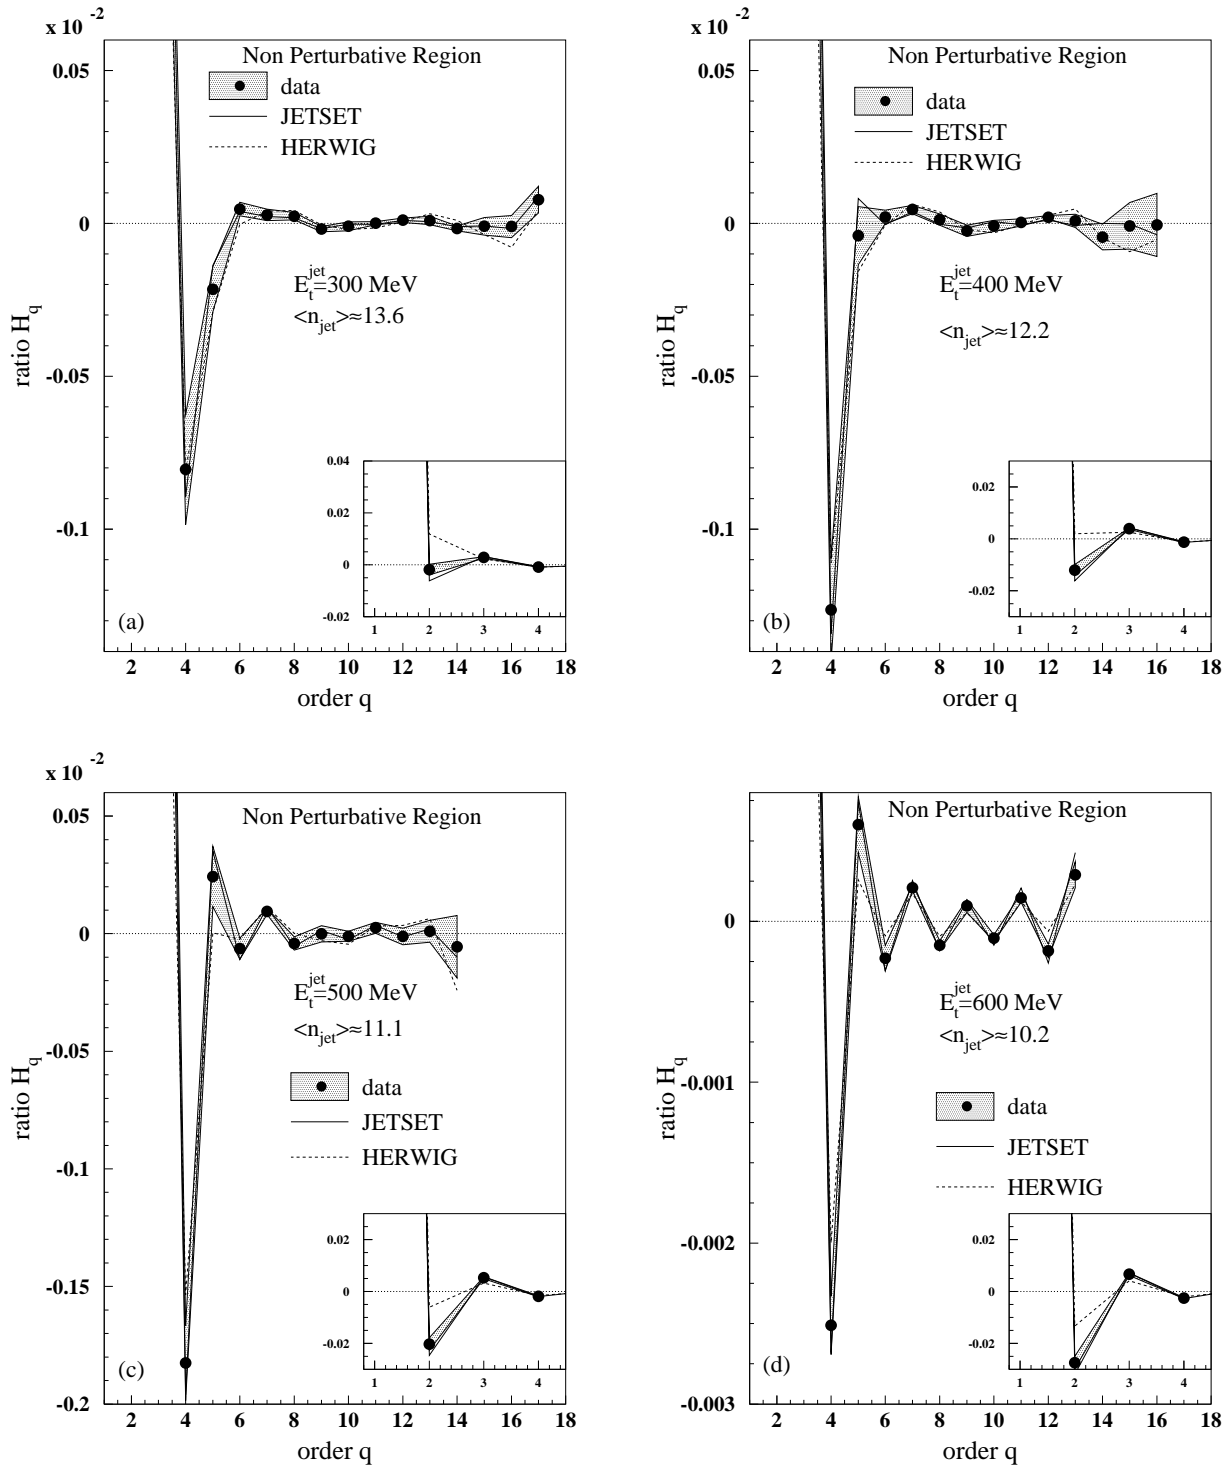 x 10 -2
0.05
0
-0.05
-0.1
ratio H_q
Non Perturbative Region
data
JETSET
HERWIG
E_t^jet=300 MeV
<n_jet>≈13.6
0.04
0.02
0
-0.02
1 2 3 4
(a)
2 4 6 8 10 12 14 16 18
order q
x 10 -2
0.05
0
-0.05
-0.1
ratio H_q
Non Perturbative Region
data
JETSET
HERWIG
E_t^jet=400 MeV
<n_jet>≈12.2
0.02
0
-0.02
1 2 3 4
(b)
2 4 6 8 10 12 14 16 18
order q
x 10 -2
0.05
0
-0.05
-0.1
-0.15
-0.2
ratio H_q
Non Perturbative Region
E_t^jet=500 MeV
<n_jet>≈11.1
data
JETSET
HERWIG
0.02
0
-0.02
1 2 3 4
(c)
2 4 6 8 10 12 14 16 18
order q
0
-0.001
-0.002
-0.003
ratio H_q
Non Perturbative Region
E_t^jet=600 MeV
<n_jet>≈10.2
data
JETSET
HERWIG
0.02
0
-0.02
1 2 3 4
(d)
2 4 6 8 10 12 14 16 18
order q